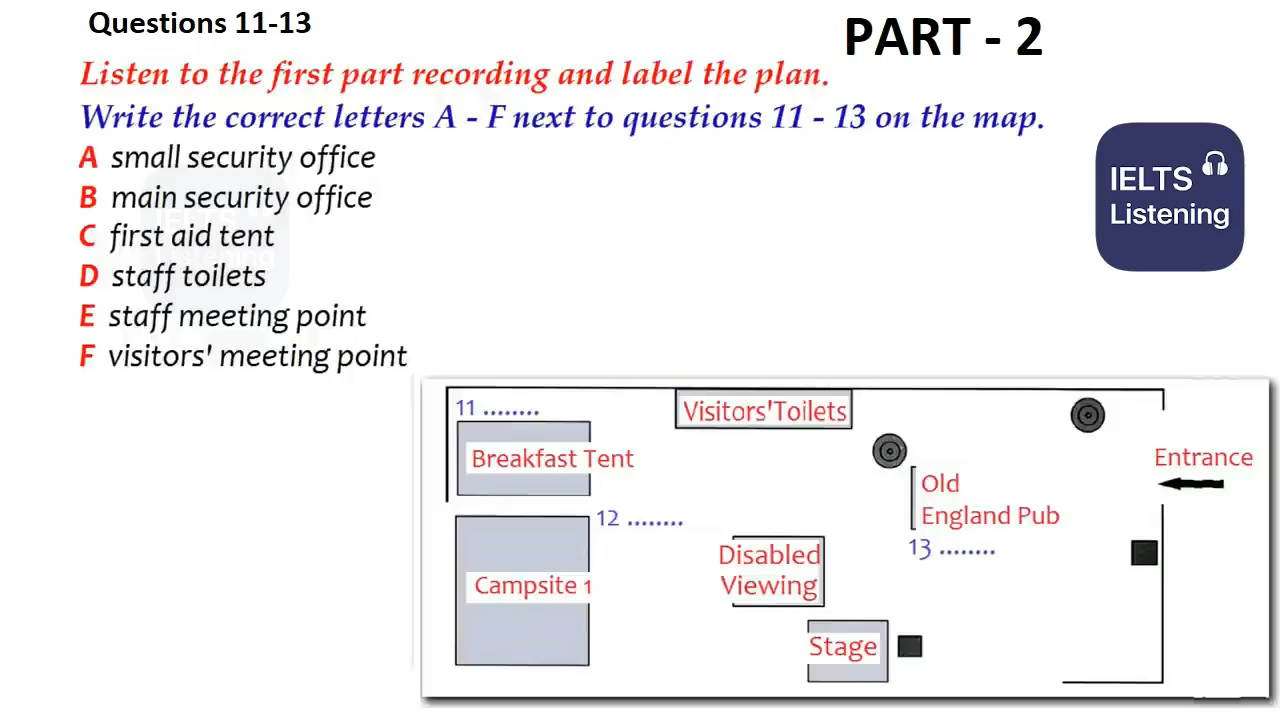 Questions 11-13
PART - 2
Listen to the first part recording and label the plan.
Write the correct letters A - F next to questions 11 - 13 on the map.
A small security office
B main security office
C first aid tent
D staff toilets
E staff meeting point
F visitors' meeting point
IELTS
Listening
IELTS
Listening
11 ........
Visitors'Toilets
Breakfast Tent
Entrance
Old
England Pub
12 ........
13 ........
Disabled
Viewing
Campsite 1
Stage